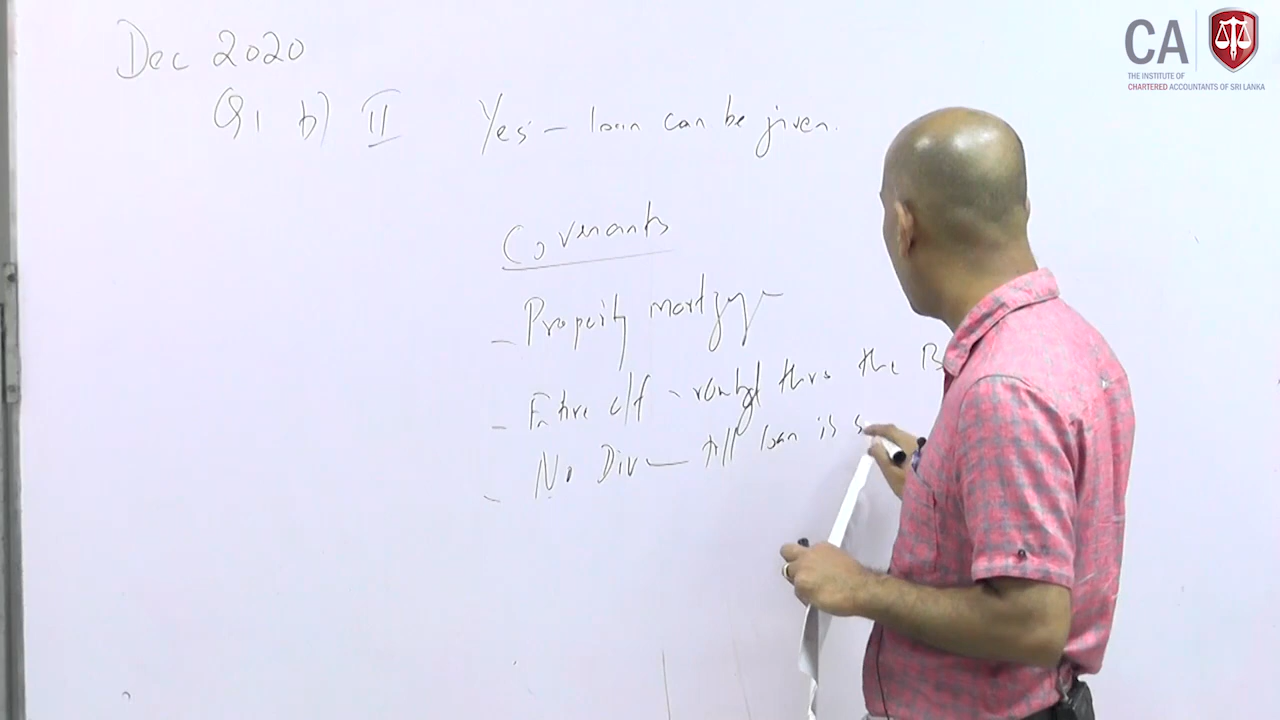 CA
THE INSTITUTE OF
CHARTERED ACCOUNTANTS OF SRI LANKA
Dec 2020
Q1 b) II Yes - loan can be given.
Covenants
- Property mortgage
- Entire c/f - routed thro the B
- No Div - till loan is s